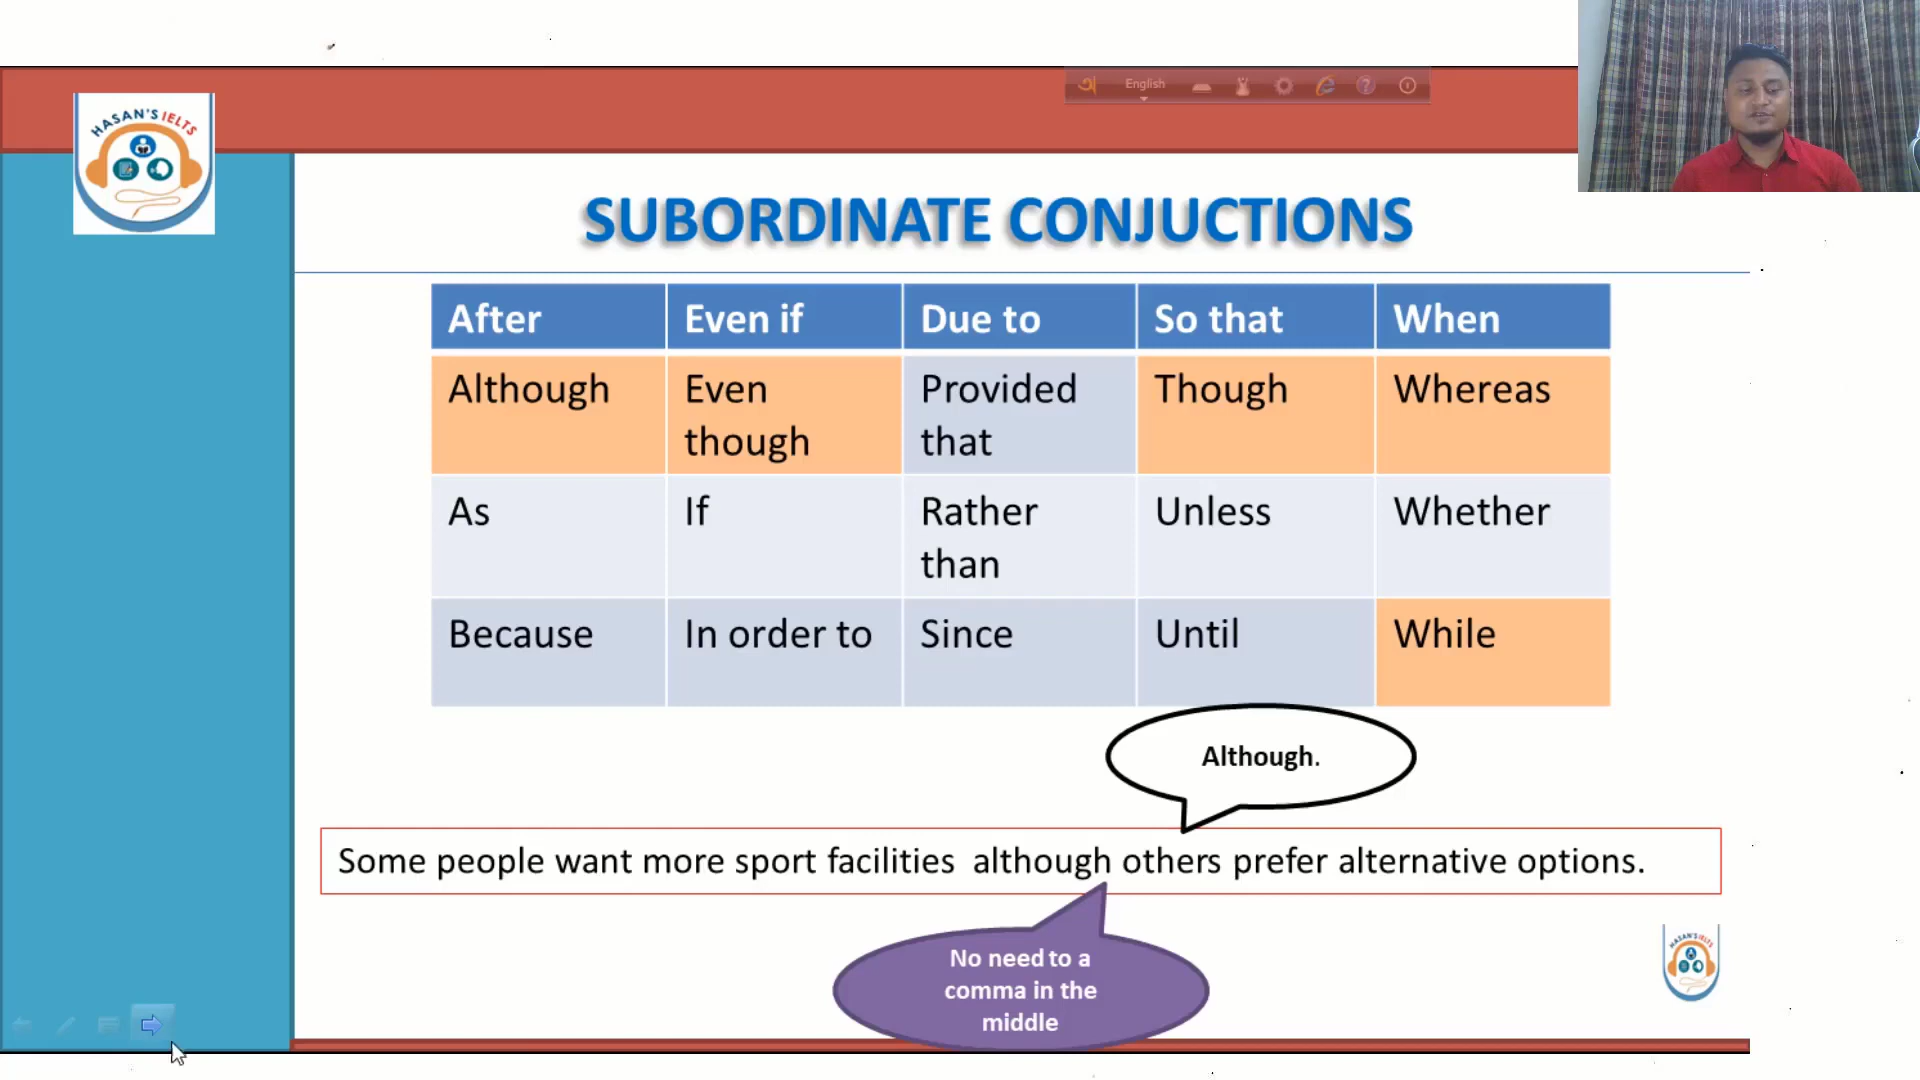 English
HASAN'S IELTS
SUBORDINATE CONJUCTIONS
After Even if Due to So that When
Although Even though Provided that Though Whereas
As If Rather than Unless Whether
Because In order to Since Until While
Although.
Some people want more sport facilities although others prefer alternative options.
No need to a
comma in the
middle
HASAN'S IELTS